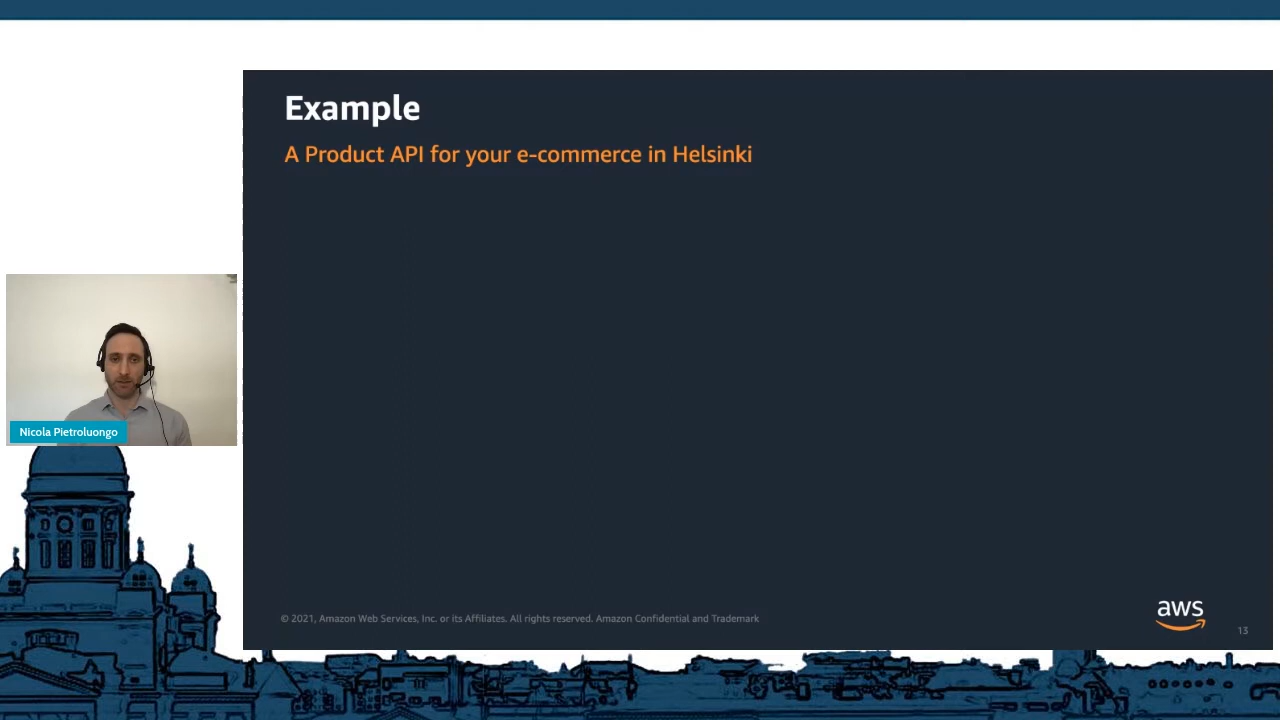 Example
A Product API for your e-commerce in Helsinki
Nicola Pietroluongo
© 2021, Amazon Web Services, Inc. or its Affiliates. All rights reserved. Amazon Confidential and Trademark
aws
13